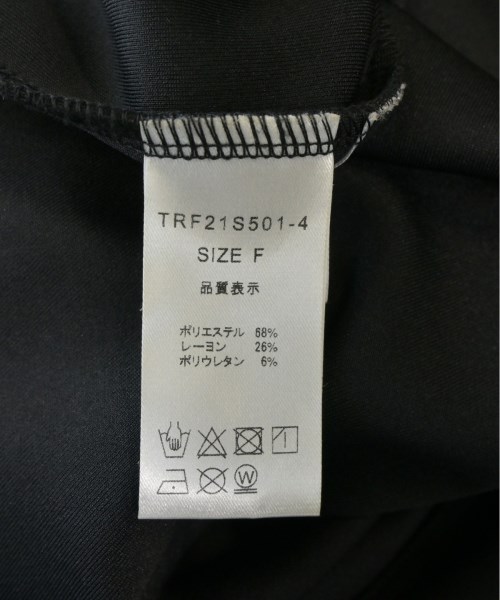 TRF21S501-4
SIZE F
品質表示
ポリエステル 68%
レーヨン 26%
ポリウレタン 6%
W